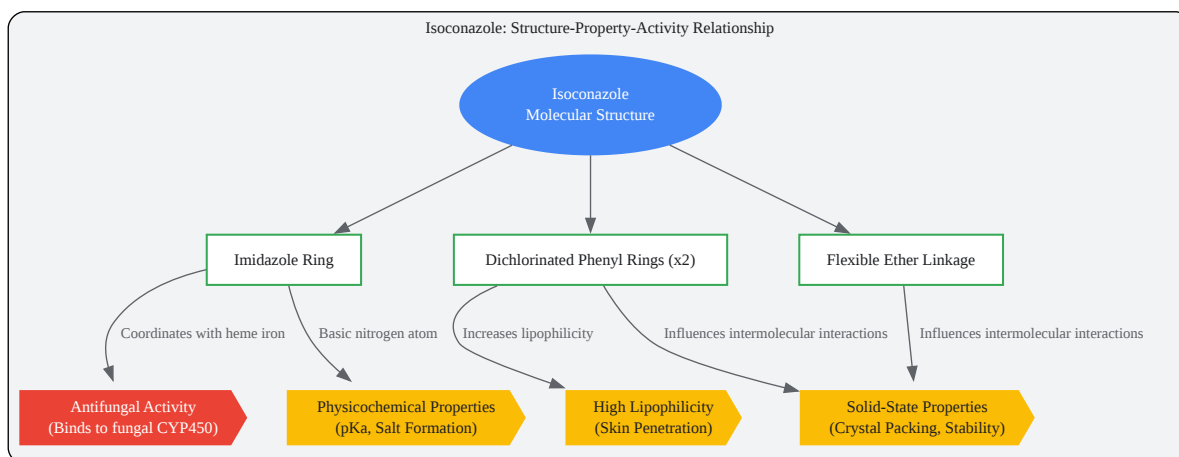 Isoconazole: Structure-Property-Activity Relationship
Isoconazole
Molecular Structure
Imidazole Ring
Dichlorinated Phenyl Rings (x2)
Flexible Ether Linkage
Coordinates with heme iron
Basic nitrogen atom
Increases lipophilicity
Influences intermolecular interactions
Influences intermolecular interactions
Antifungal Activity
(Binds to fungal CYP450)
Physicochemical Properties
(pKa, Salt Formation)
High Lipophilicity
(Skin Penetration)
Solid-State Properties
(Crystal Packing, Stability)